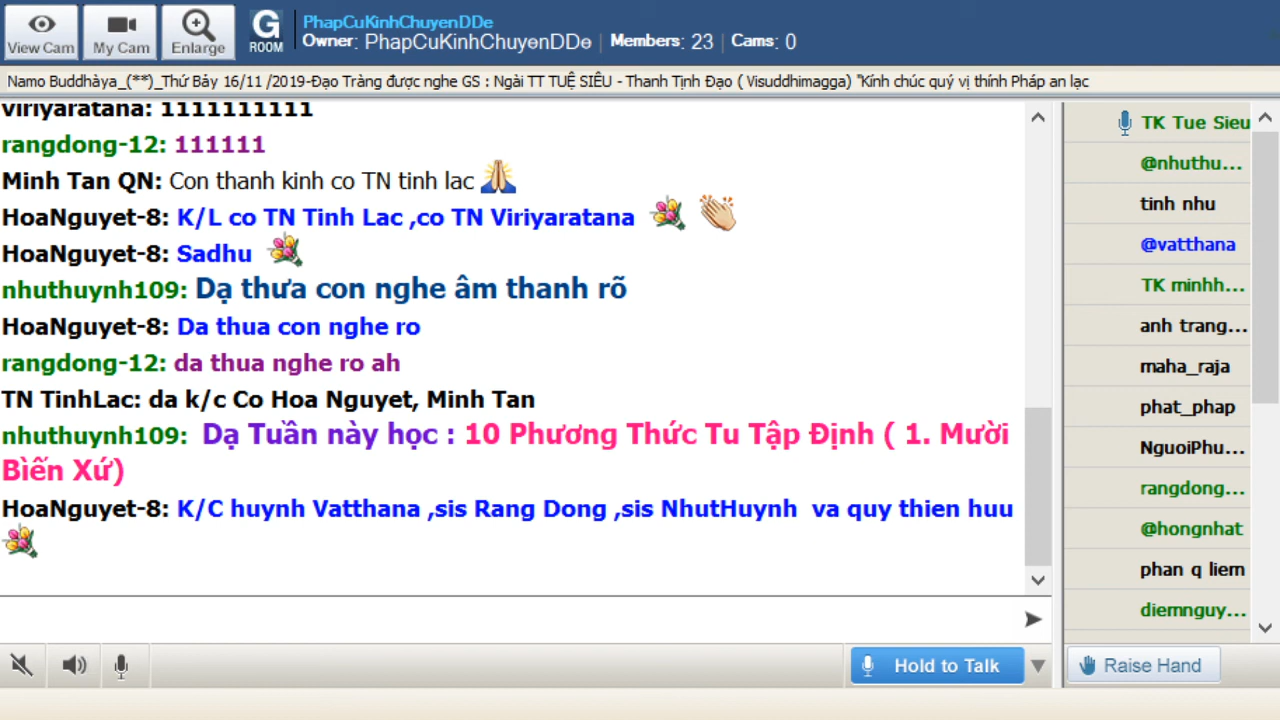 View Cam
My Cam
Enlarge
G
ROOM
PhapCuKinhChuyenDDe
Owner: PhapCuKinhChuyenDDe | Members: 23 | Cams: 0
Namo Buddhàya_(**)_Thứ Bảy 16/11 /2019-Đạo Tràng được nghe GS : Ngài TT TUỆ SIÊU - Thanh Tịnh Đạo ( Visuddhimagga) "Kính chúc quý vị thính Pháp an lạc
viriyaratana: 1111111111
rangdong-12: 111111
Minh Tan QN: Con thanh kinh co TN tinh lac
HoaNguyet-8: K/L co TN Tinh Lac ,co TN Viriyaratana
HoaNguyet-8: Sadhu
nhuthuynh109: Dạ thưa con nghe âm thanh rõ
HoaNguyet-8: Da thua con nghe ro
rangdong-12: da thua nghe ro ah
TN TinhLac: da k/c Co Hoa Nguyet, Minh Tan
nhuthuynh109: Dạ Tuần này học : 10 Phương Thức Tu Tập Định ( 1. Mười
Bìến Xứ)
HoaNguyet-8: K/C huynh Vatthana ,sis Rang Dong ,sis NhutHuynh va quy thien huu
TK Tue Sieu
@nhuthu...
tinh nhu
@vatthana
TK minhh...
anh trang...
maha_raja
phat_phap
NguoiPhu...
rangdong...
@hongnhat
phan q liem
diemnguy...
Hold to Talk
Raise Hand